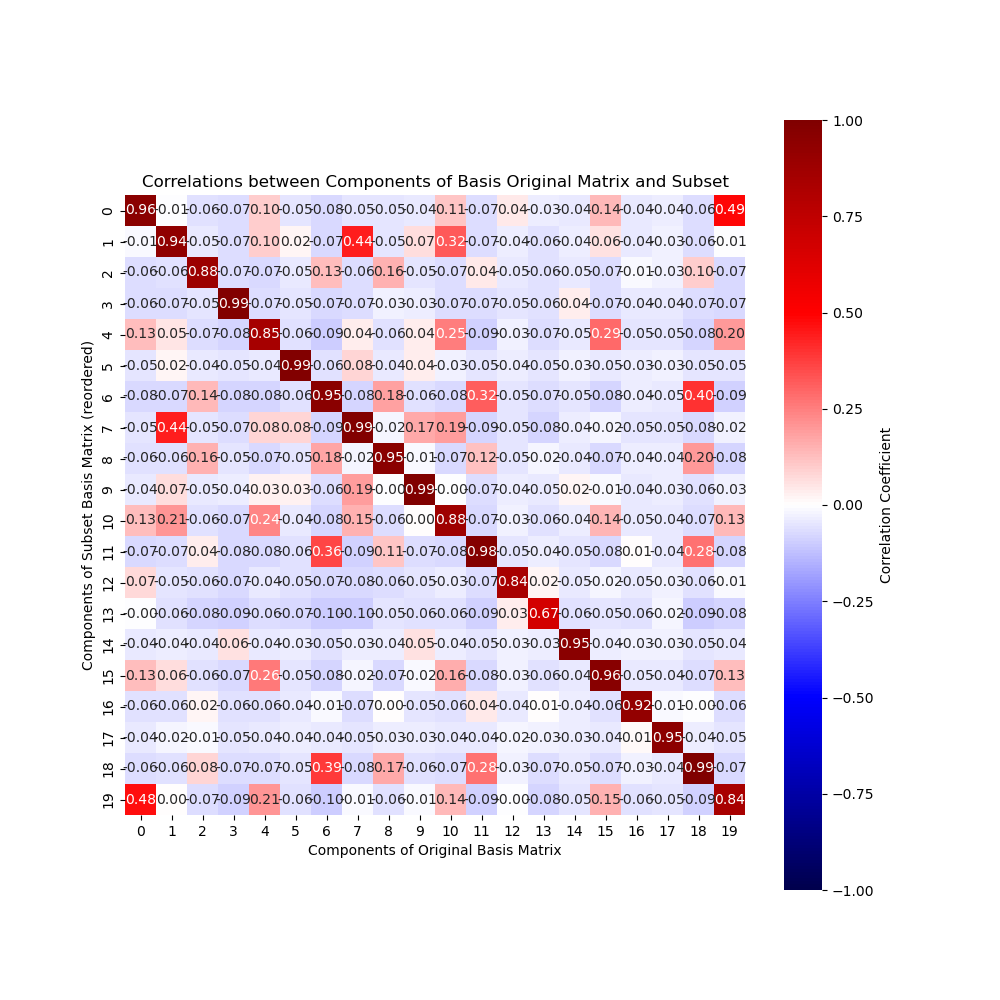 Correlations between Components of Basis Original Matrix and Subset
0 0.96 -0.01 -0.06 -0.07 0.10 -0.05 -0.08 -0.05 -0.05 -0.04 0.11 -0.07 0.04 -0.03 -0.04 0.14 -0.04 -0.04 -0.06 0.49
1 -0.01 0.94 -0.05 -0.07 0.10 0.02 -0.07 0.44 -0.05 0.07 0.32 -0.07 -0.04 -0.06 -0.04 0.06 -0.04 -0.03 -0.06 -0.01
2 -0.06 -0.06 0.88 -0.07 -0.07 -0.05 0.13 -0.06 0.16 -0.05 -0.07 0.04 -0.05 -0.06 -0.05 -0.07 -0.01 -0.03 0.10 -0.07
3 -0.06 -0.07 -0.05 0.99 -0.07 -0.05 -0.07 -0.07 -0.03 -0.03 -0.07 -0.07 -0.05 -0.05 0.04 -0.07 -0.04 -0.04 -0.07 -0.07
4 0.13 0.05 -0.07 -0.08 0.85 -0.06 -0.09 0.04 -0.06 0.04 0.25 -0.09 -0.03 -0.07 -0.05 0.29 -0.05 -0.05 -0.08 0.20
5 -0.05 0.02 -0.04 -0.05 -0.04 0.99 -0.06 0.08 -0.04 0.04 -0.03 -0.05 -0.04 -0.05 -0.03 -0.05 -0.03 -0.03 -0.05 -0.05
6 -0.08 -0.07 0.14 -0.08 -0.08 -0.06 0.95 -0.08 0.18 -0.06 -0.08 0.32 -0.05 -0.07 -0.05 -0.08 -0.04 -0.05 0.40 -0.09
7 -0.05 0.44 -0.05 -0.07 0.08 0.08 -0.09 0.99 -0.02 0.17 0.19 -0.09 -0.05 -0.08 -0.04 -0.02 -0.05 -0.05 -0.08 -0.02
8 -0.06 -0.06 0.16 -0.05 -0.07 -0.05 0.18 -0.02 0.95 -0.01 -0.07 0.12 -0.05 -0.02 -0.04 -0.07 -0.04 -0.04 0.20 -0.08
9 -0.04 0.07 -0.05 -0.04 0.03 0.03 -0.06 0.19 -0.00 0.99 -0.00 -0.07 -0.04 -0.05 0.02 -0.01 -0.04 -0.03 -0.06 -0.03
10 0.13 0.21 -0.06 -0.07 0.24 -0.04 -0.08 0.15 -0.06 0.00 0.88 -0.07 -0.03 -0.06 -0.04 0.14 -0.05 -0.04 -0.07 0.13
11 -0.07 -0.07 0.04 -0.08 -0.08 -0.06 0.36 -0.09 0.11 -0.07 -0.08 0.98 -0.05 -0.04 -0.05 -0.08 0.01 -0.04 0.28 -0.08
12 0.07 -0.05 -0.06 -0.07 -0.04 -0.05 -0.07 -0.08 -0.06 -0.05 -0.03 -0.07 0.84 0.02 -0.05 -0.02 -0.05 -0.04 -0.06 -0.01
13 -0.00 -0.06 -0.08 -0.09 -0.06 -0.07 -0.10 -0.10 -0.05 -0.06 -0.06 -0.09 0.03 0.67 -0.06 -0.05 -0.06 -0.02 -0.09 -0.08
14 -0.04 -0.04 -0.04 0.06 -0.04 -0.03 -0.05 -0.06 -0.03 0.05 -0.04 -0.05 -0.03 -0.03 0.95 -0.04 -0.03 -0.03 -0.05 -0.04
15 0.13 0.06 -0.06 -0.07 0.26 -0.05 -0.08 -0.02 -0.07 -0.02 0.16 -0.08 -0.03 -0.06 -0.04 0.96 -0.05 -0.04 -0.07 0.13
16 -0.06 -0.06 0.02 -0.06 -0.06 -0.04 -0.01 -0.07 0.00 -0.05 -0.06 0.04 -0.04 -0.01 -0.04 -0.06 0.92 -0.01 -0.00 -0.06
17 -0.04 -0.02 -0.01 -0.05 -0.04 -0.04 -0.04 -0.05 -0.03 -0.03 -0.04 -0.04 -0.02 -0.03 -0.03 -0.04 0.01 0.95 -0.04 -0.05
18 -0.06 -0.06 0.08 -0.07 -0.07 -0.05 0.39 -0.08 0.17 -0.06 -0.07 0.28 -0.03 -0.07 -0.05 -0.07 -0.03 -0.04 0.99 -0.07
19 0.48 0.00 -0.07 -0.09 0.21 -0.06 -0.10 -0.01 -0.06 -0.01 0.14 -0.09 -0.00 -0.08 -0.05 0.15 -0.06 -0.05 -0.09 0.84
0 1 2 3 4 5 6 7 8 9 10 11 12 13 14 15 16 17 18 19
Components of Original Basis Matrix
Components of Subset Basis Matrix (reordered)
1.00
0.75
0.50
0.25
0.00
−0.25
−0.50
−0.75
−1.00
Correlation Coefficient